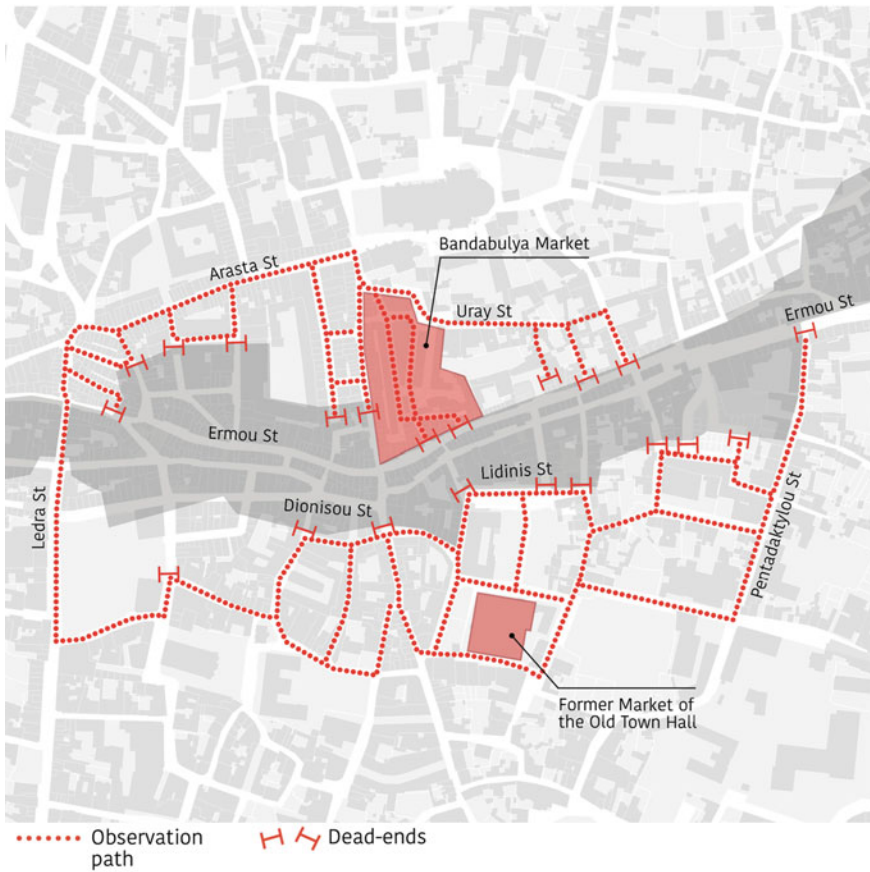 Bandabulya Market
Arasta St
Uray St
Ermou St
Ermou St
Lidinis St
Dionisou St
Ledra St
Pentadaktylou St
Former Market of
the Old Town Hall
Observation
path
Dead-ends